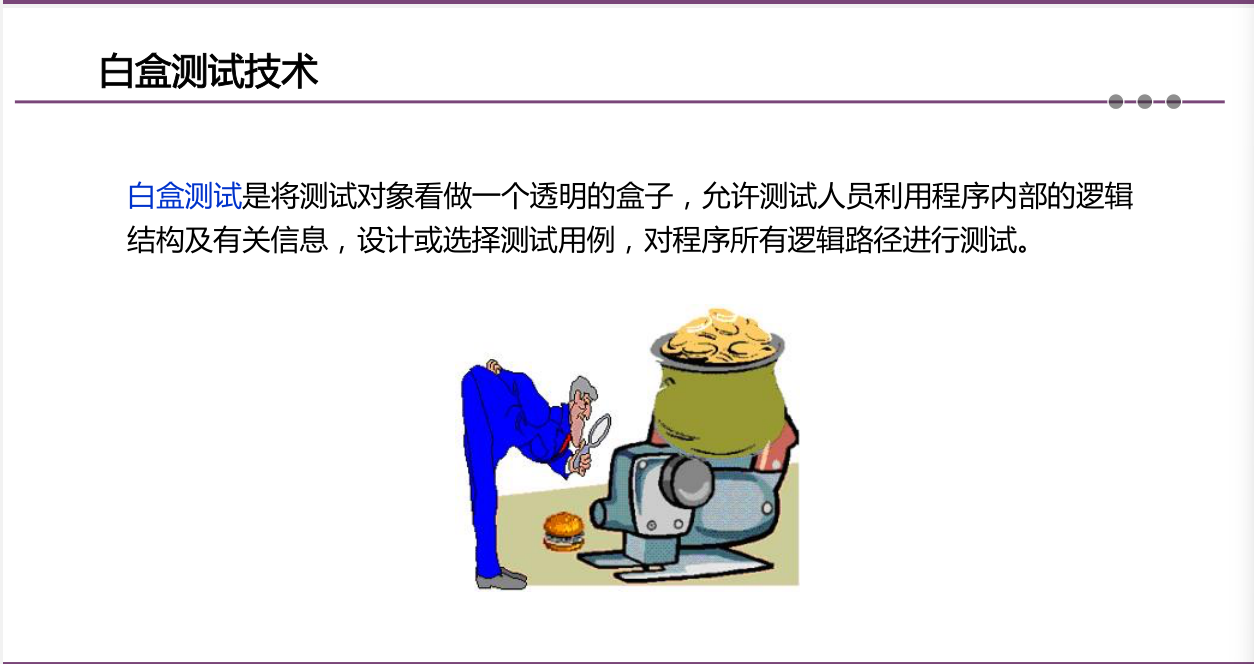 白盒测试技术
白盒测试是将测试对象看做一个透明的盒子，允许测试人员利用程序内部的逻辑
结构及有关信息，设计或选择测试用例，对程序所有逻辑路径进行测试。